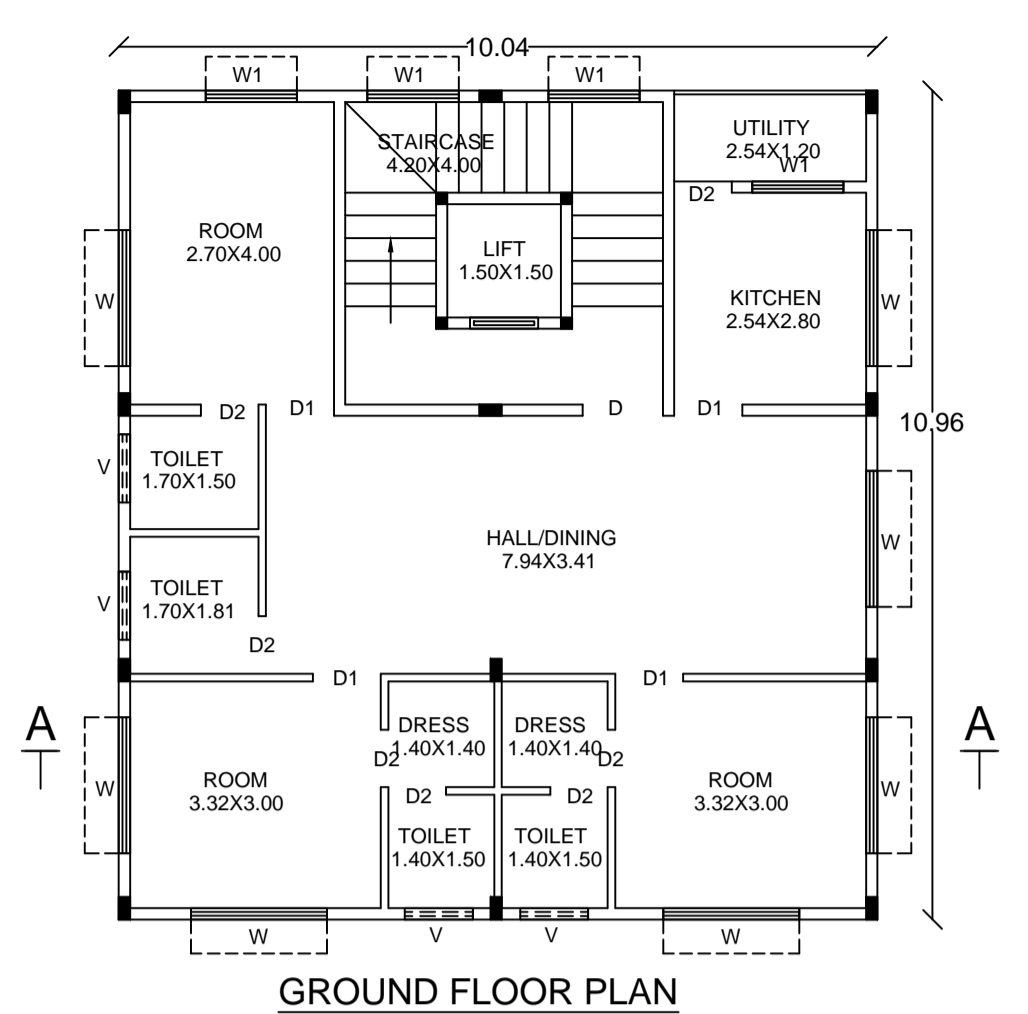 10.04
W1
W1
W1
UTILITY
2.54X1.20
W1
D2
STAIRCASE
4.20X4.00
ROOM
2.70X4.00
LIFT
1.50X1.50
W
KITCHEN
2.54X2.80
W
D2
D1
D
D1
10.96
V
TOILET
1.70X1.50
HALL/DINING
7.94X3.41
W
V
TOILET
1.70X1.81
D2
D1
D1
A
A
DRESS
1.40X1.40
DRESS
1.40X1.40
D2
D2
W
ROOM
3.32X3.00
D2
D2
ROOM
3.32X3.00
W
TOILET
1.40X1.50
TOILET
1.40X1.50
W
V
V
W
GROUND FLOOR PLAN